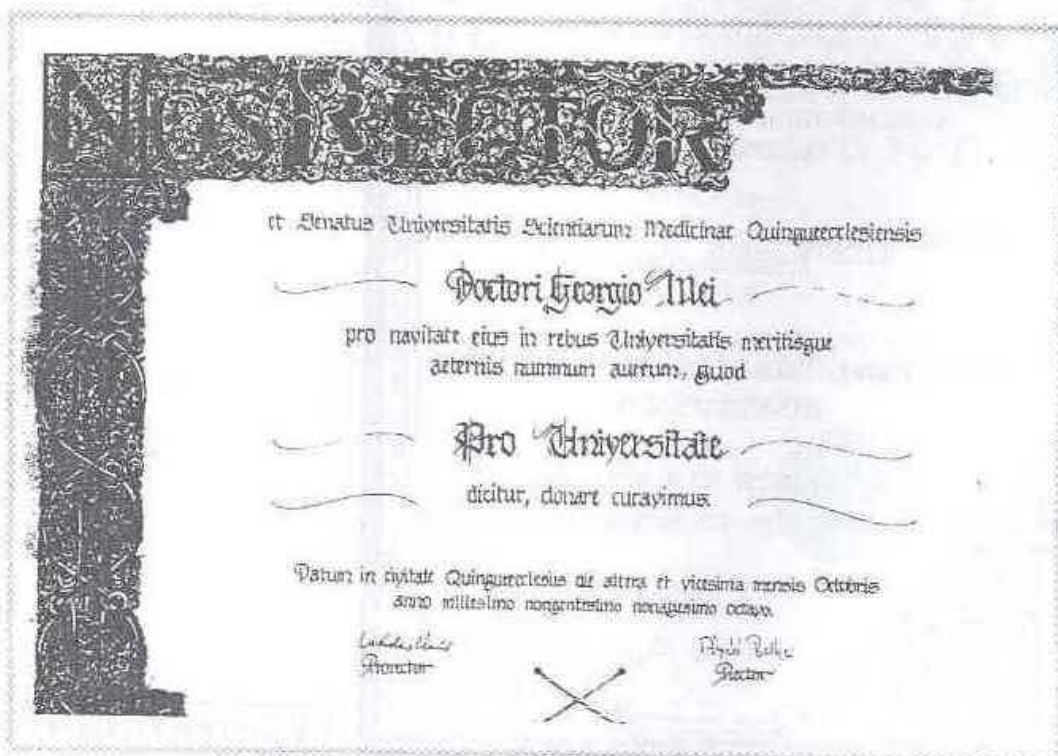 NOS RECTOR
et Senatus Universitatis Scientiarum Medicinae Quinqueecclesiensis
Doctori Georgio Mei
pro navitate eius in rebus Universitatis meritisque
aeternis nummum aureum, quod
Pro Universitate
dicitur, donare curavimus.
Datum in civitate Quinqueecclesiis die altera et vicesima mensis Octobris
anno millesimo nongentesimo nonagesimo octavo.
Prorector
Rector